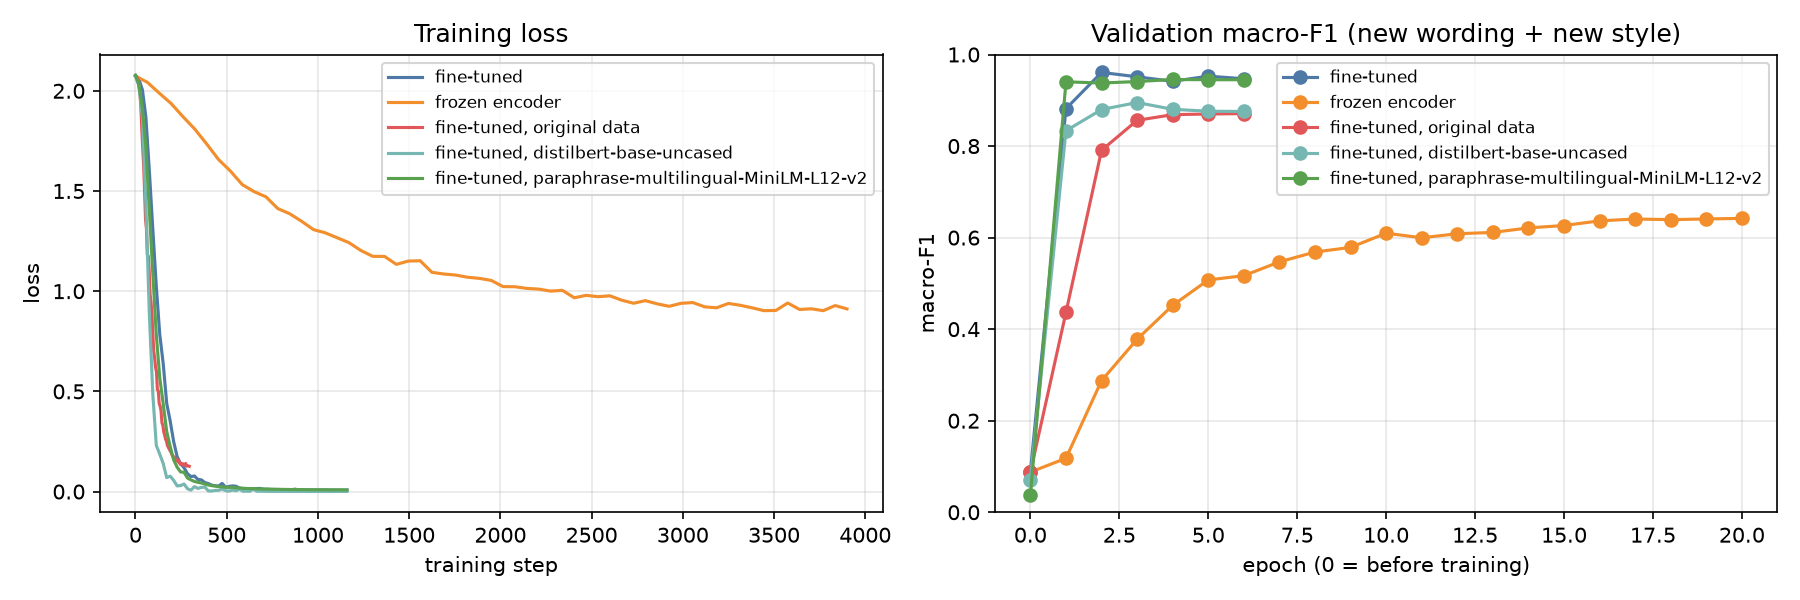 Training loss
2.0
1.5
1.0
0.5
0.0
loss
0
500
1000
1500
2000
2500
3000
3500
4000
training step
fine-tuned
frozen encoder
fine-tuned, original data
fine-tuned, distilbert-base-uncased
fine-tuned, paraphrase-multilingual-MiniLM-L12-v2
Validation macro-F1 (new wording + new style)
1.0
0.8
0.6
0.4
0.2
0.0
macro-F1
0.0
2.5
5.0
7.5
10.0
12.5
15.0
17.5
20.0
epoch (0 = before training)
fine-tuned
frozen encoder
fine-tuned, original data
fine-tuned, distilbert-base-uncased
fine-tuned, paraphrase-multilingual-MiniLM-L12-v2